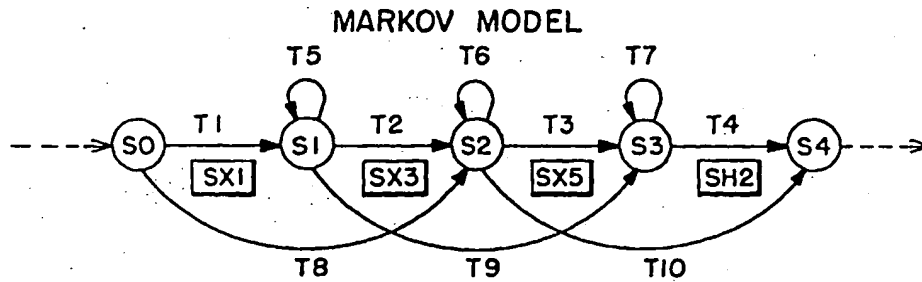 MARKOV MODEL
T5 T6 T7
T1 T2 T3 T4
S0 S1 S2 S3 S4
SX1 SX3 SX5 SH2
T8 T9 T10